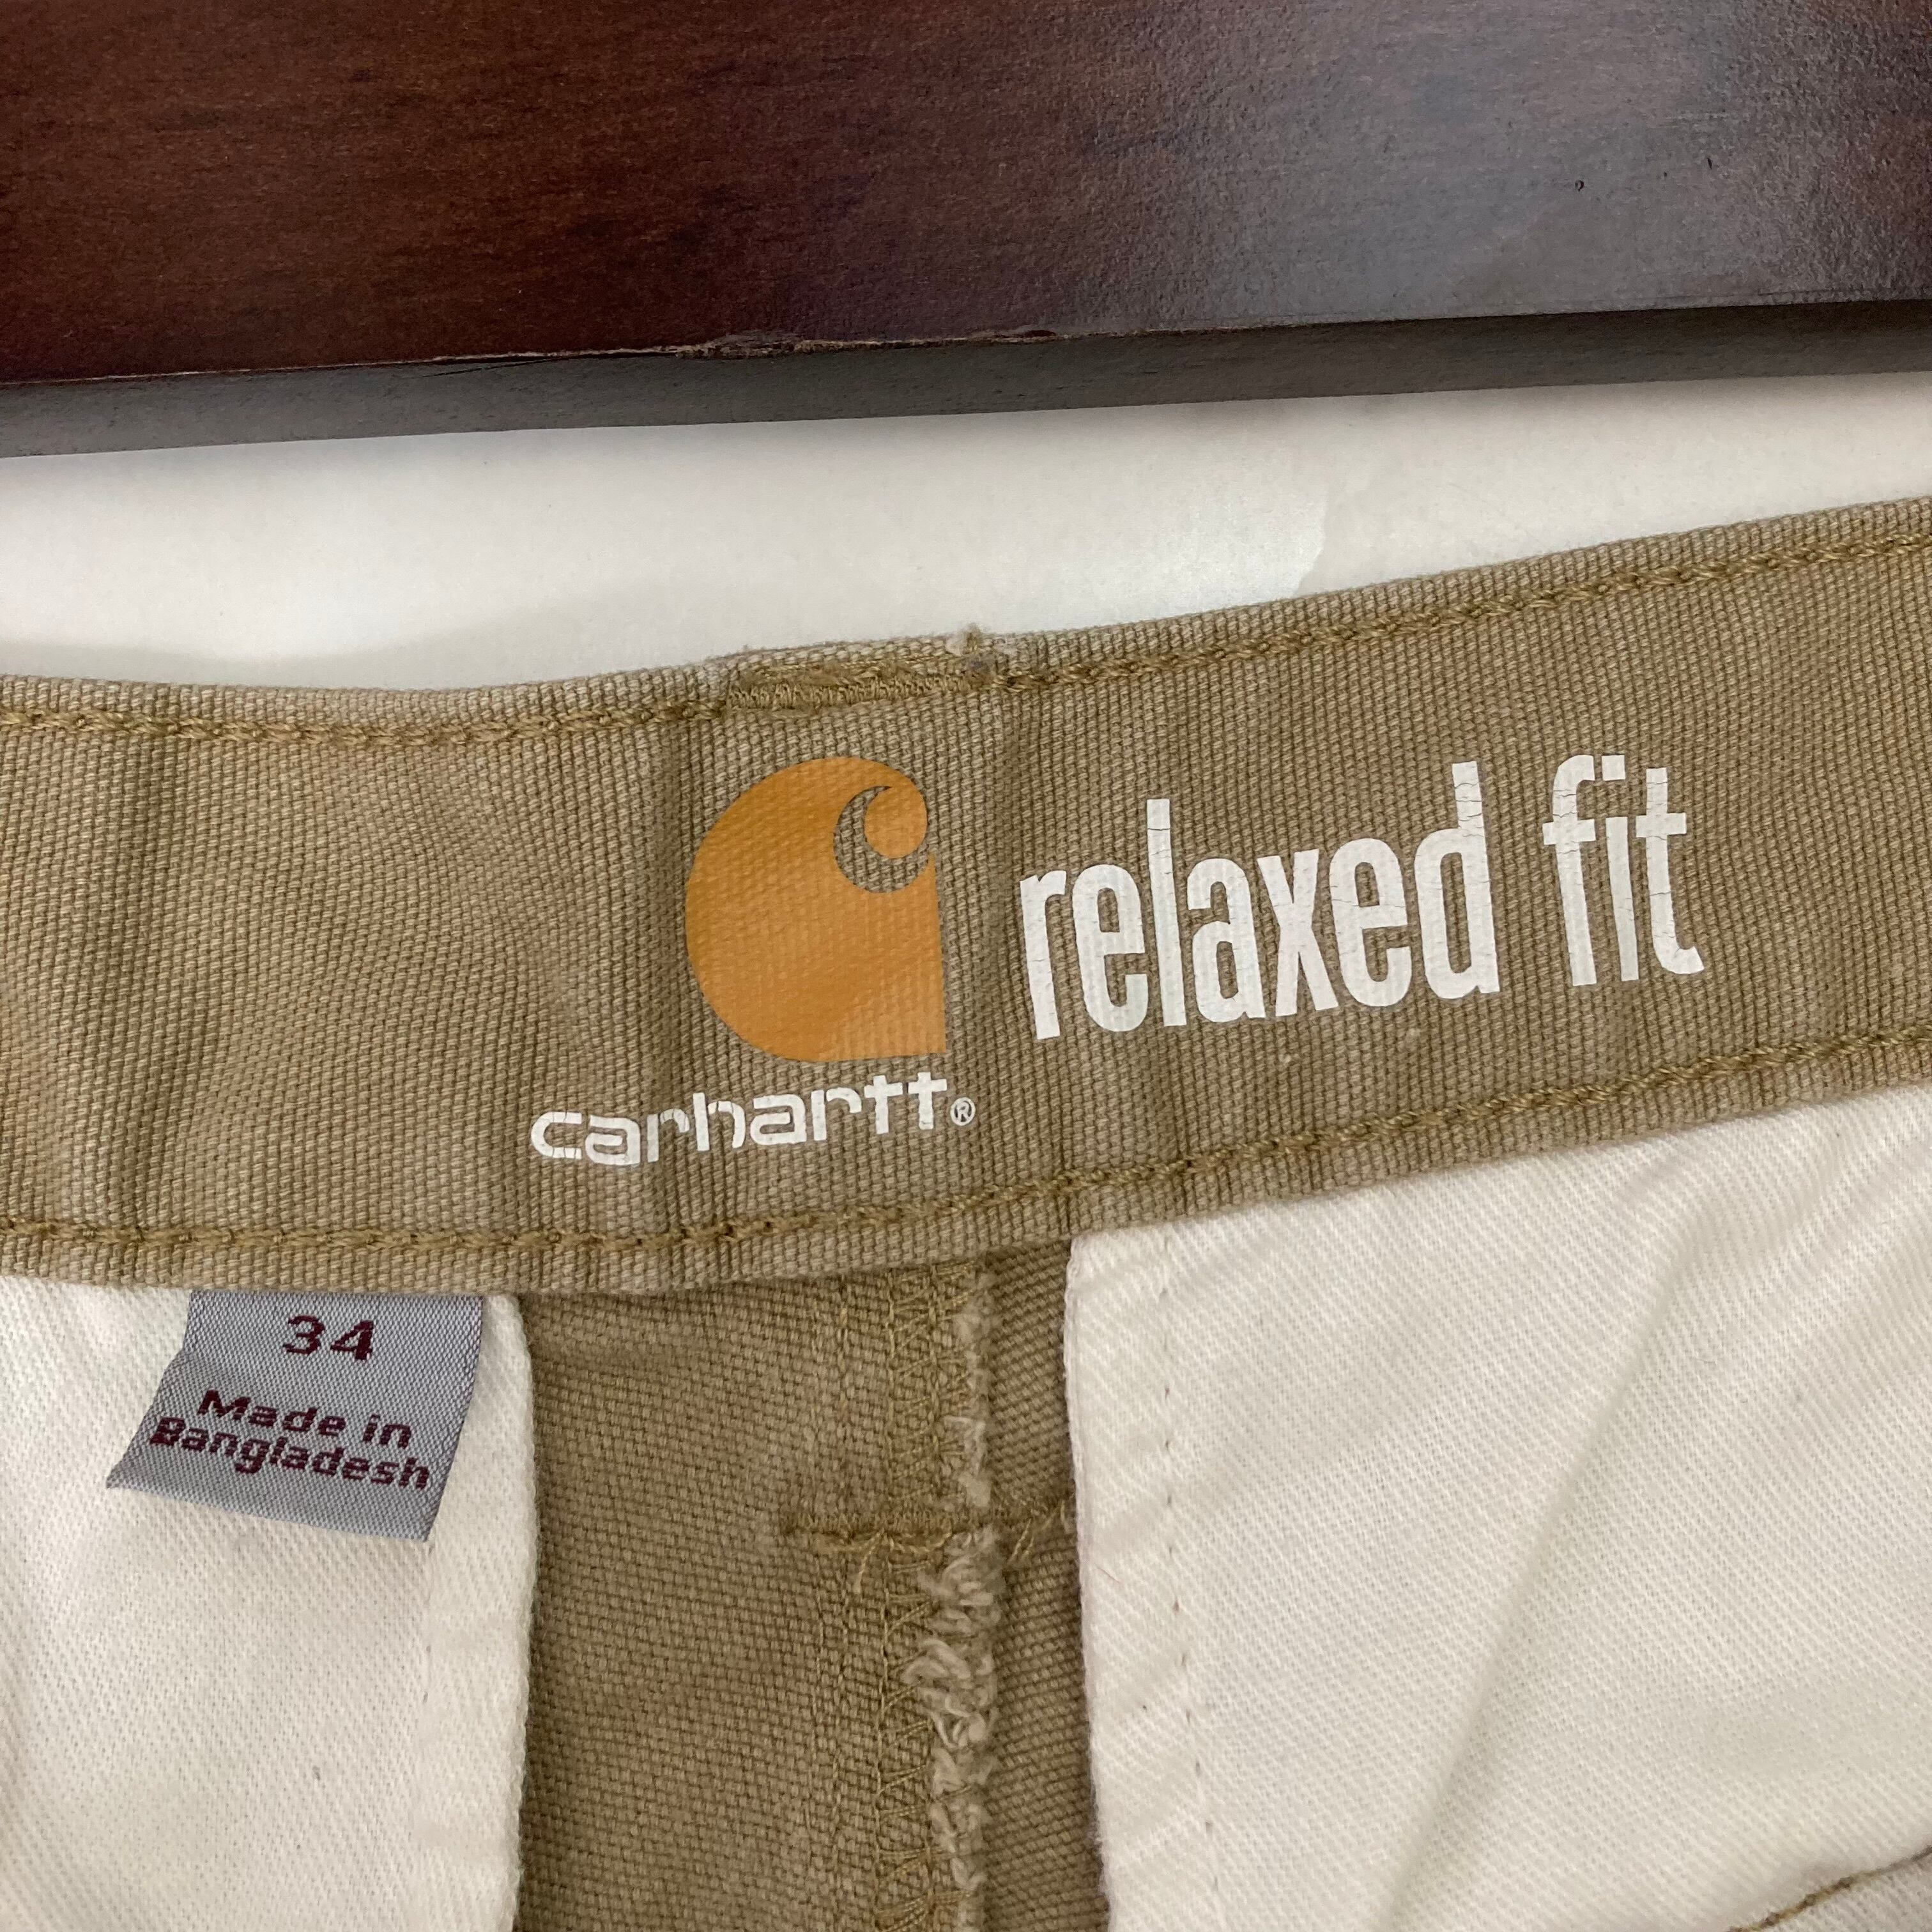 relaxed fit
carhartt®
34
Made in
Bangladesh